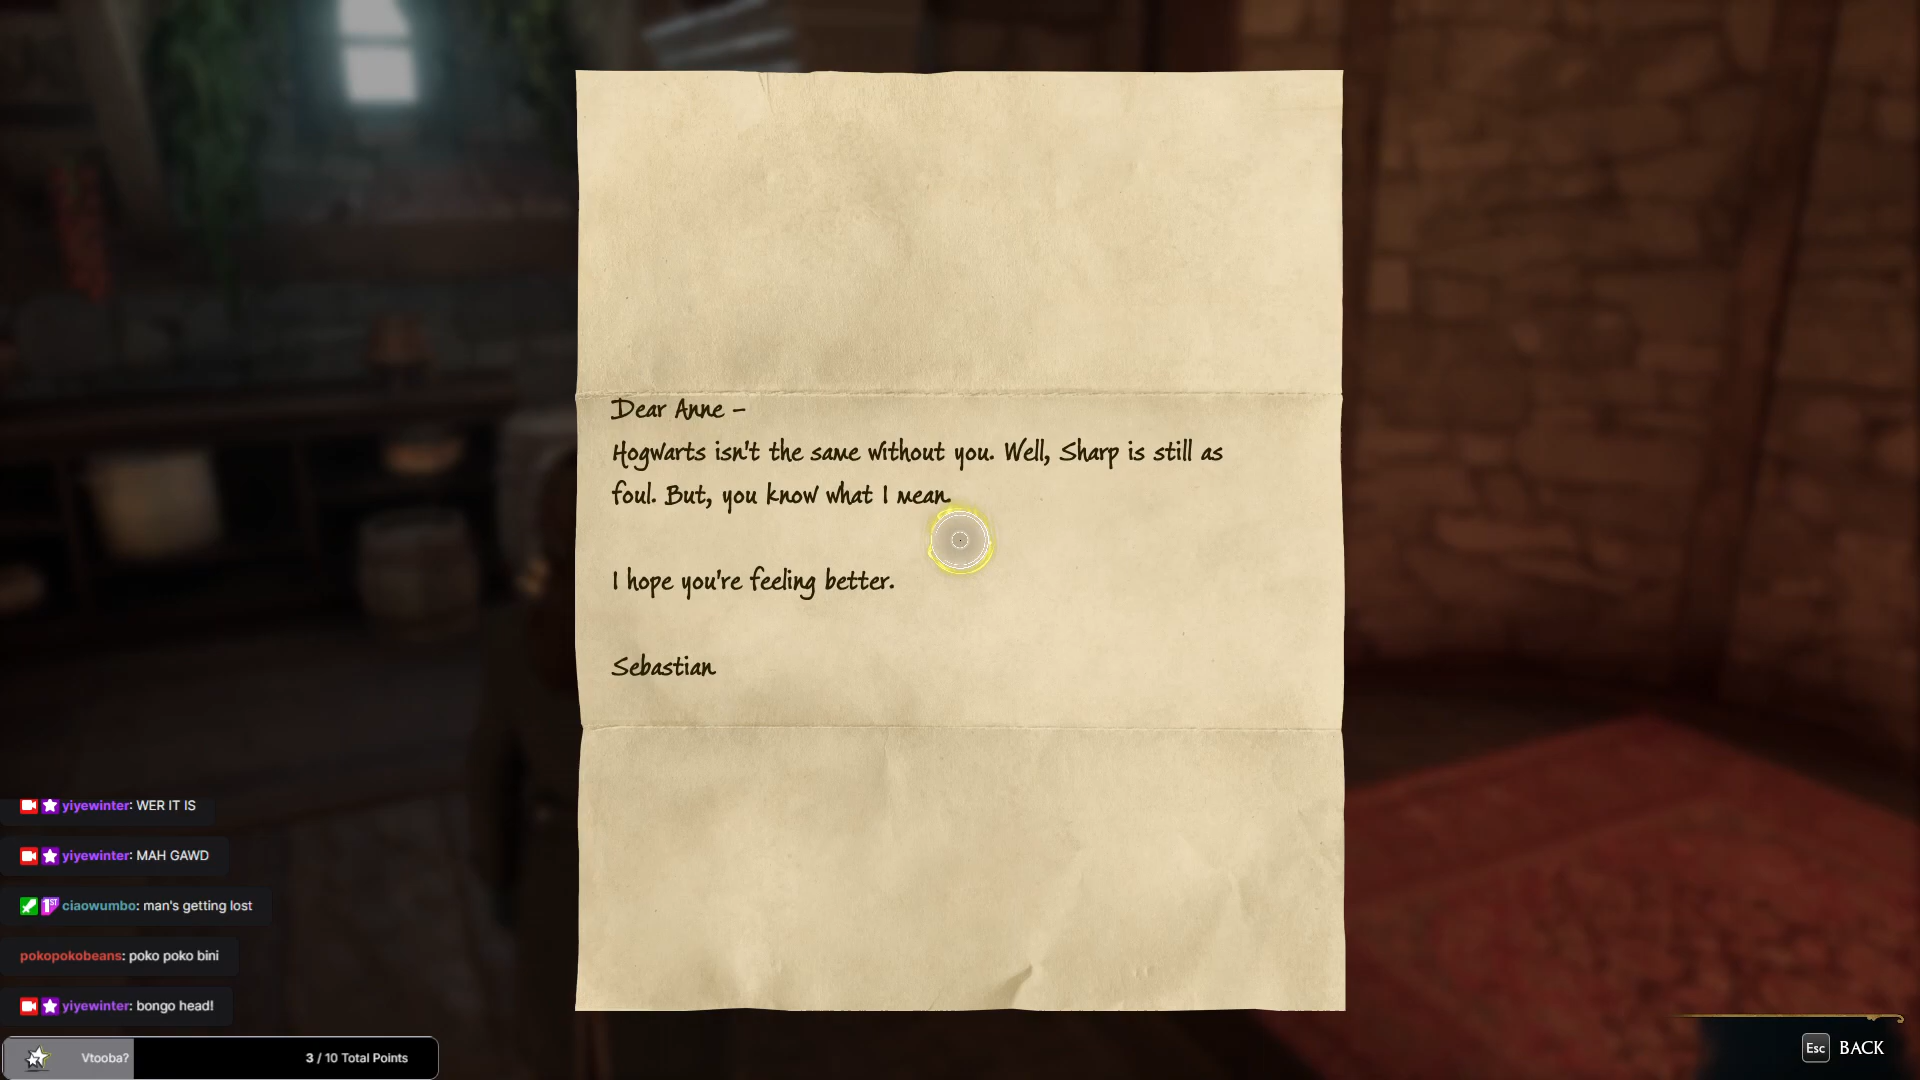 Dear Anne –
Hogwarts isn't the same without you. Well, Sharp is still as
foul. But, you know what I mean.
I hope you're feeling better.
Sebastian
yiyewinter: WER IT IS
yiyewinter: MAH GAWD
1ST ciaowumbo: man's getting lost
pokopokobeans: poko poko bini
yiyewinter: bongo head!
Vtooba? 3 / 10 Total Points
Esc BACK